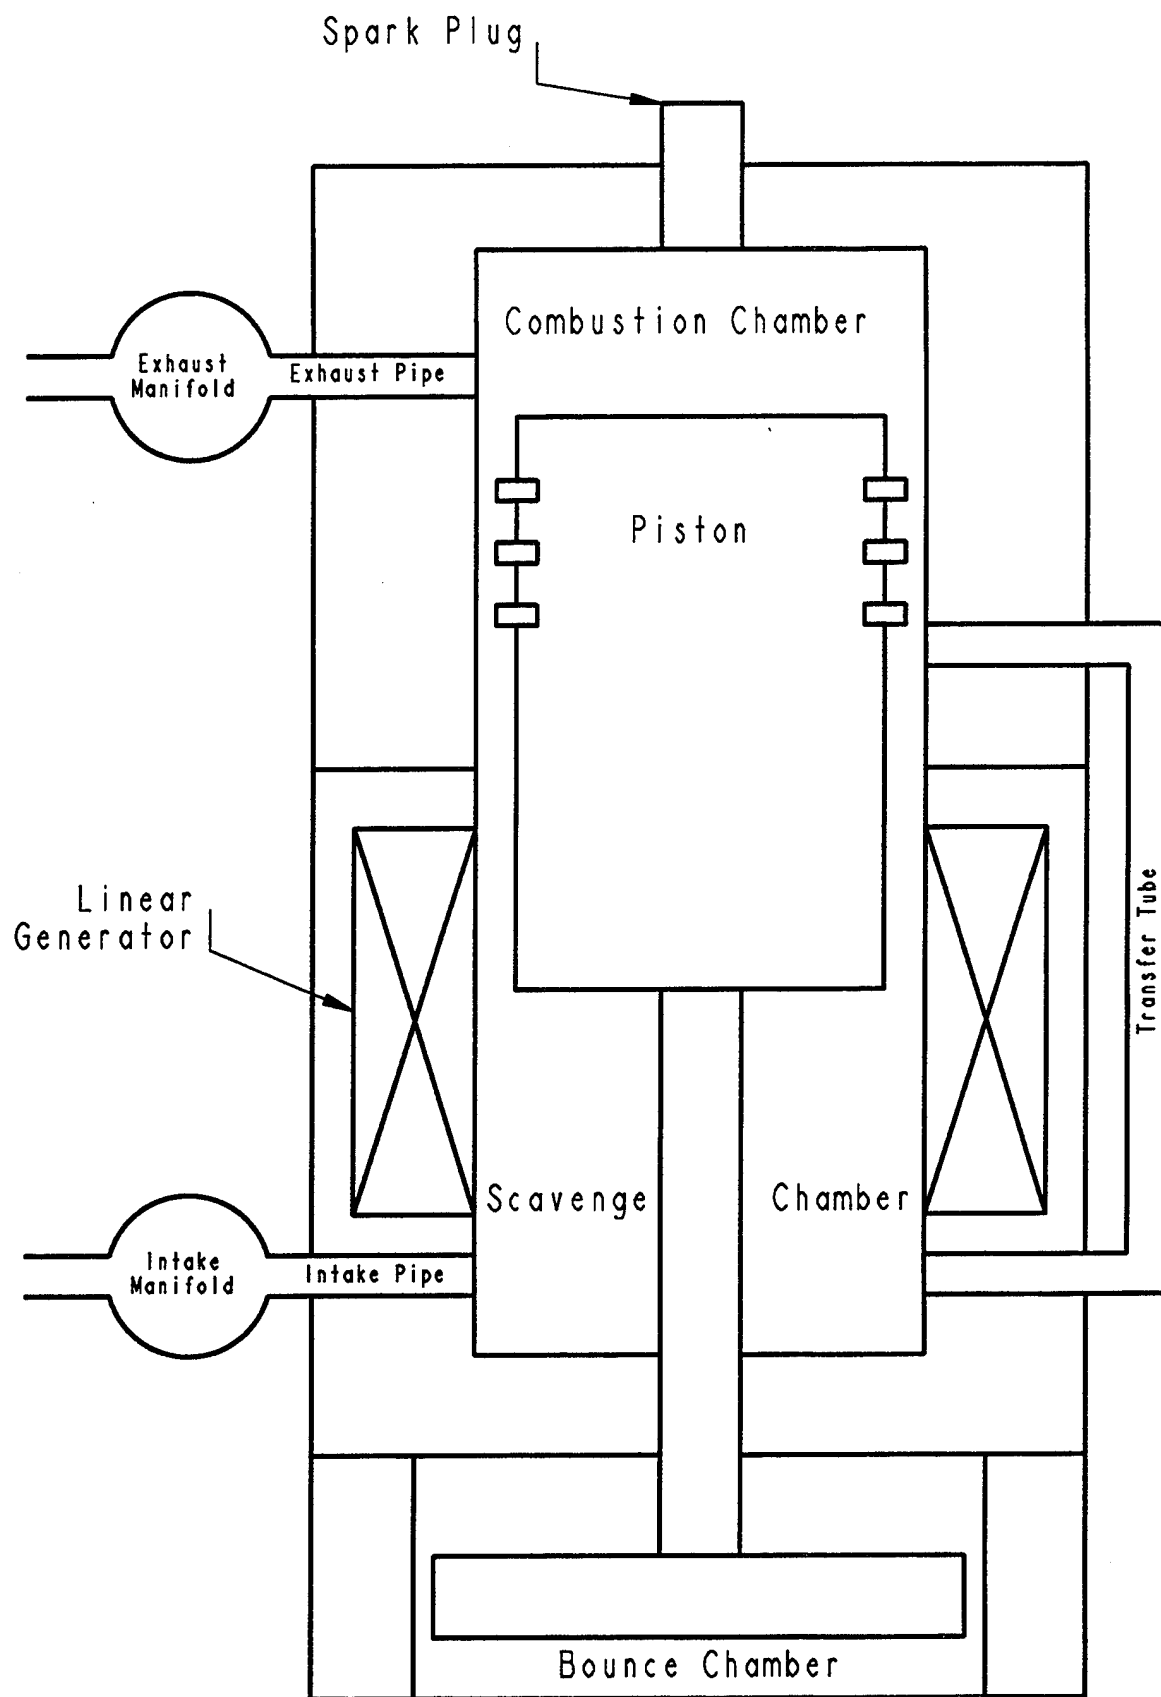 Spark Plug
Combustion Chamber
Exhaust
Manifold
Exhaust Pipe
Piston
Linear
Generator
Transfer Tube
Scavenge Chamber
Intake
Manifold
Intake Pipe
Bounce Chamber